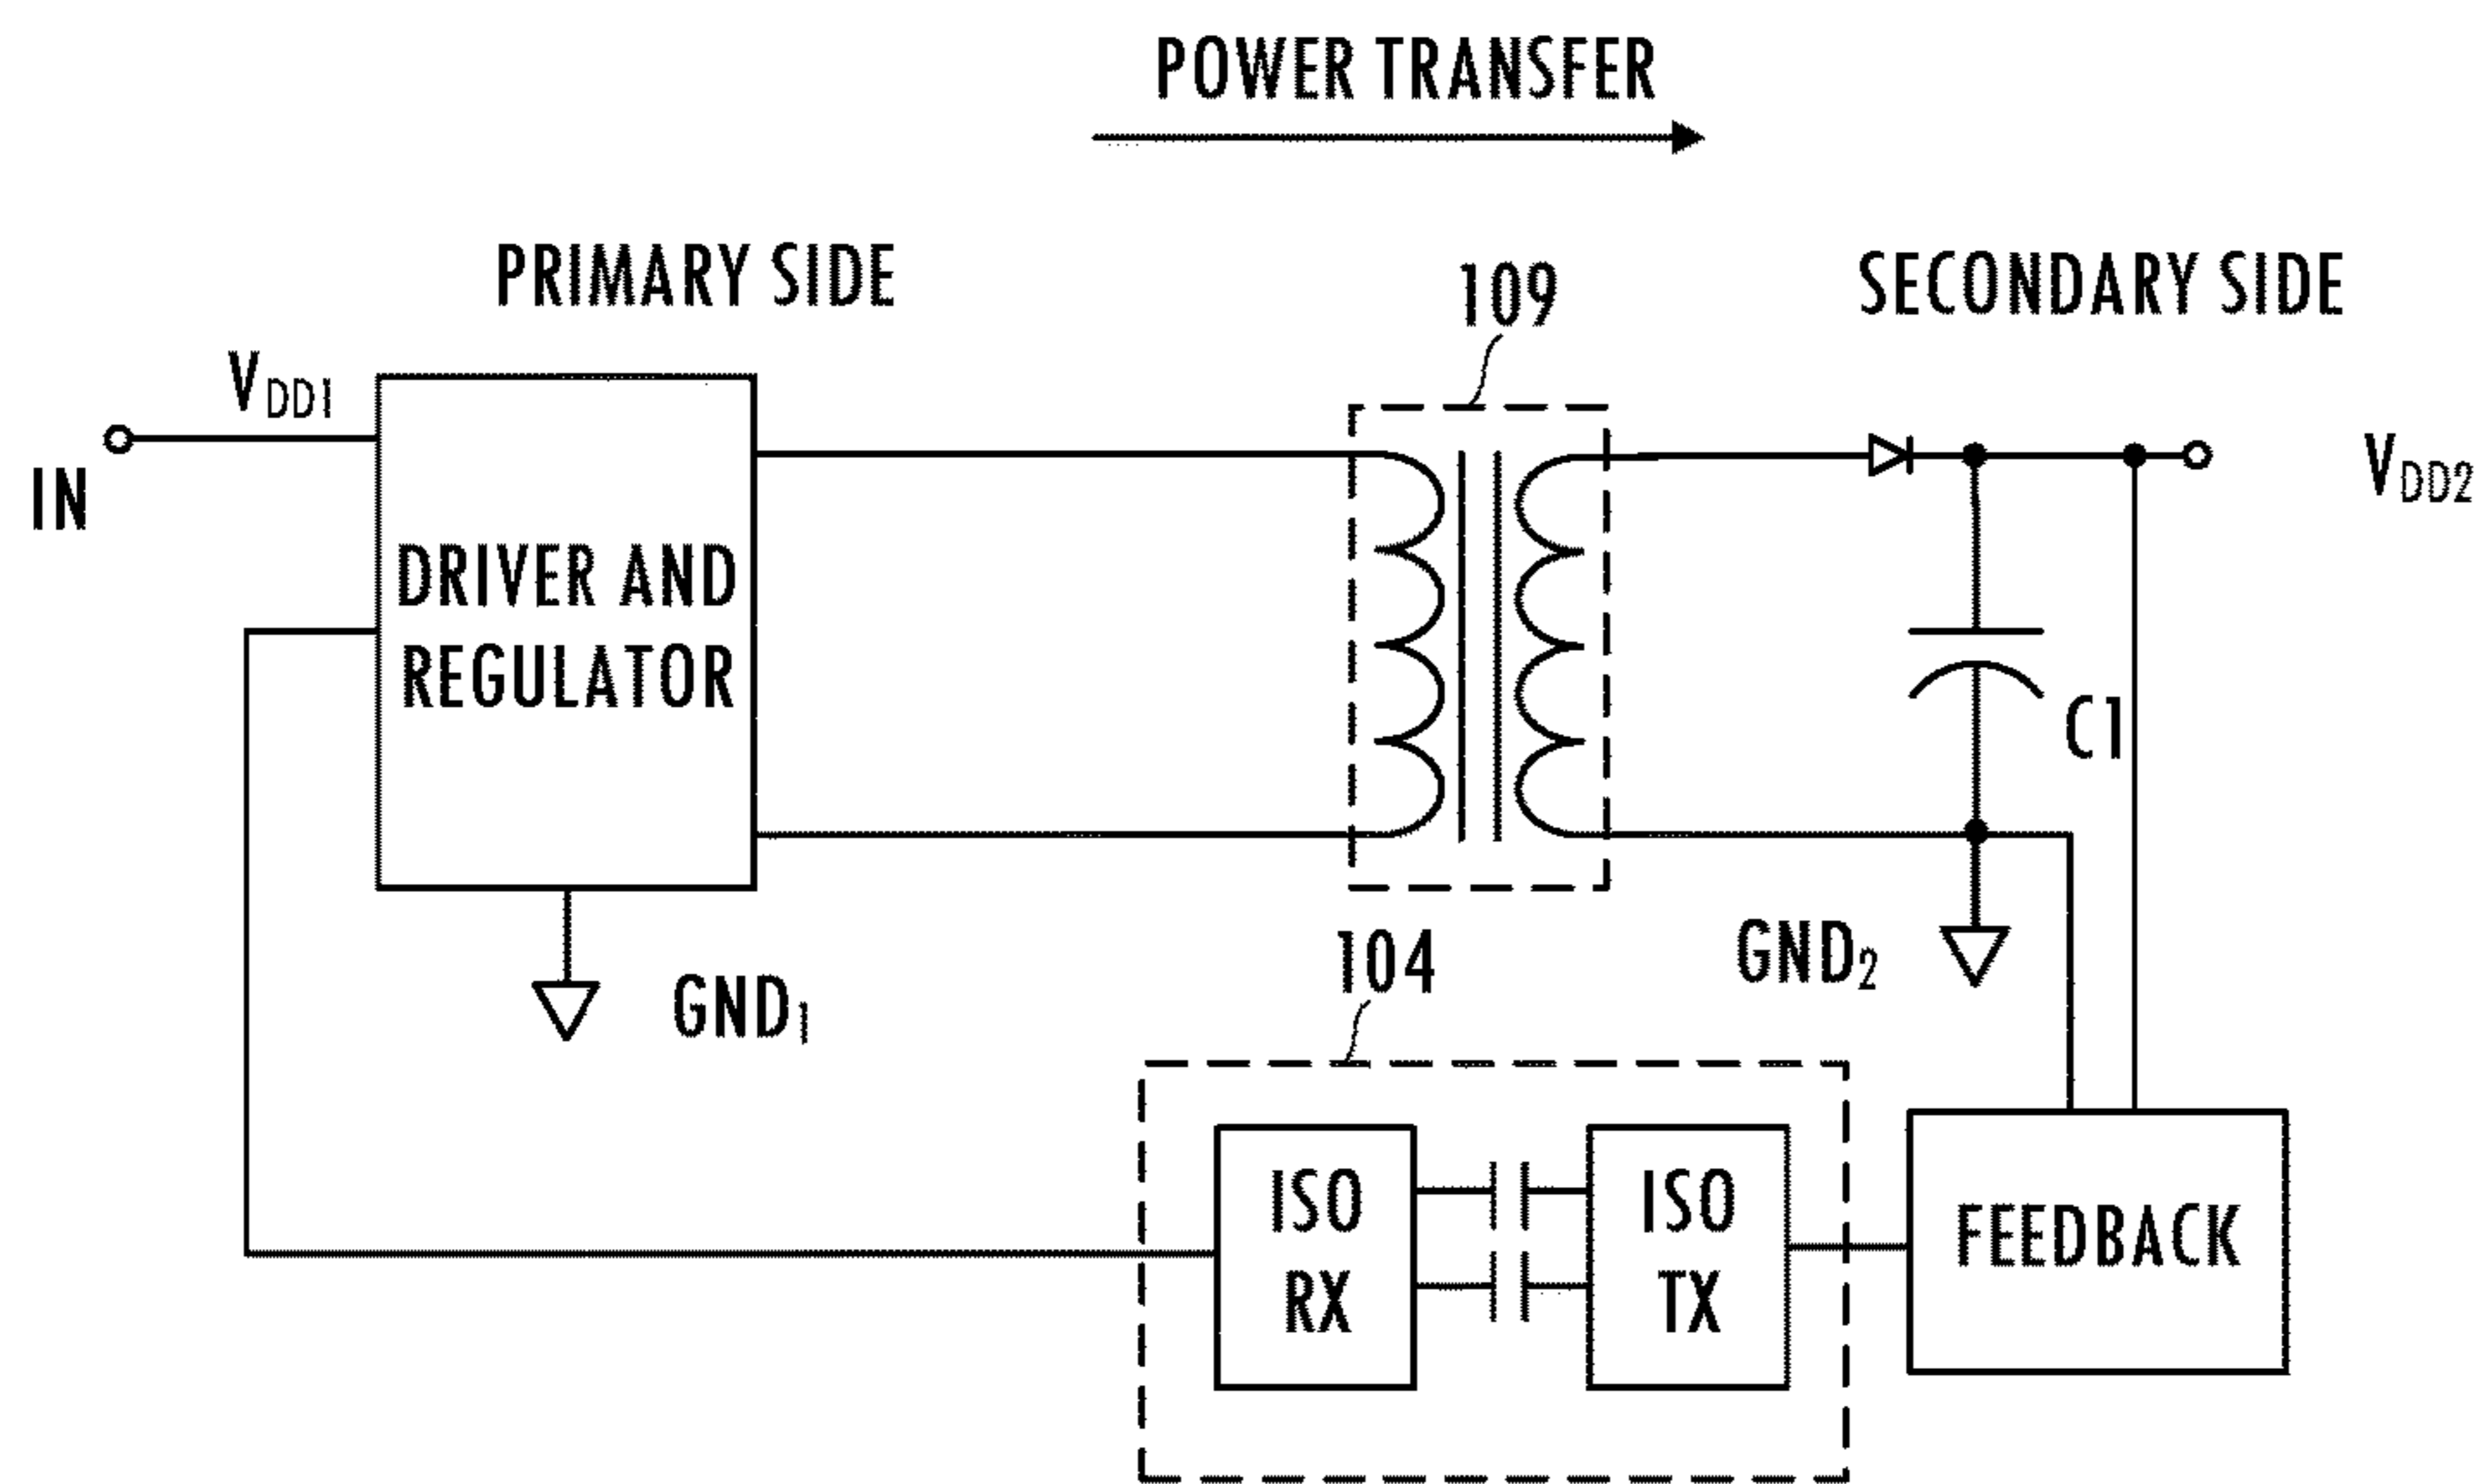 POWER TRANSFER
PRIMARY SIDE
SECONDARY SIDE
109
VDD1
IN
VDD2
DRIVER AND
REGULATOR
C1
GND1
GND2
104
ISO
RX
ISO
TX
FEEDBACK